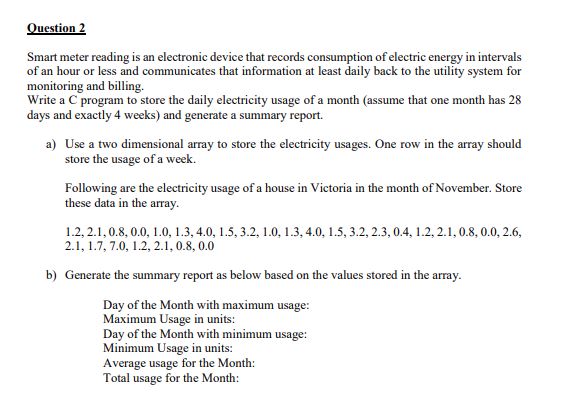 Question 2
Smart meter reading is an electronic device that records consumption of electric energy in intervals
of an hour or less and communicates that information at least daily back to the utility system for
monitoring and billing.
Write a C program to store the daily electricity usage of a month (assume that one month has 28
days and exactly 4 weeks) and generate a summary report.
a) Use a two dimensional array to store the electricity usages. One row in the array should
store the usage of a week.
Following are the electricity usage of a house in Victoria in the month of November. Store
these data in the array.
1.2, 2.1, 0.8, 0.0, 1.0, 1.3, 4.0, 1.5, 3.2, 1.0, 1.3, 4.0, 1.5, 3.2, 2.3, 0.4, 1.2, 2.1, 0.8, 0.0, 2.6,
2.1, 1.7, 7.0, 1.2, 2.1, 0.8, 0.0
b) Generate the summary report as below based on the values stored in the array.
Day of the Month with maximum usage:
Maximum Usage in units:
Day of the Month with minimum usage:
Minimum Usage in units:
Average usage for the Month:
Total usage for the Month: